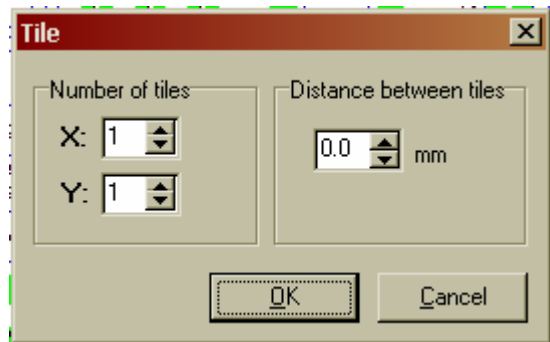 Tile
Number of tiles
X: 1
Y: 1
Distance between tiles
0.0 mm
OK
Cancel